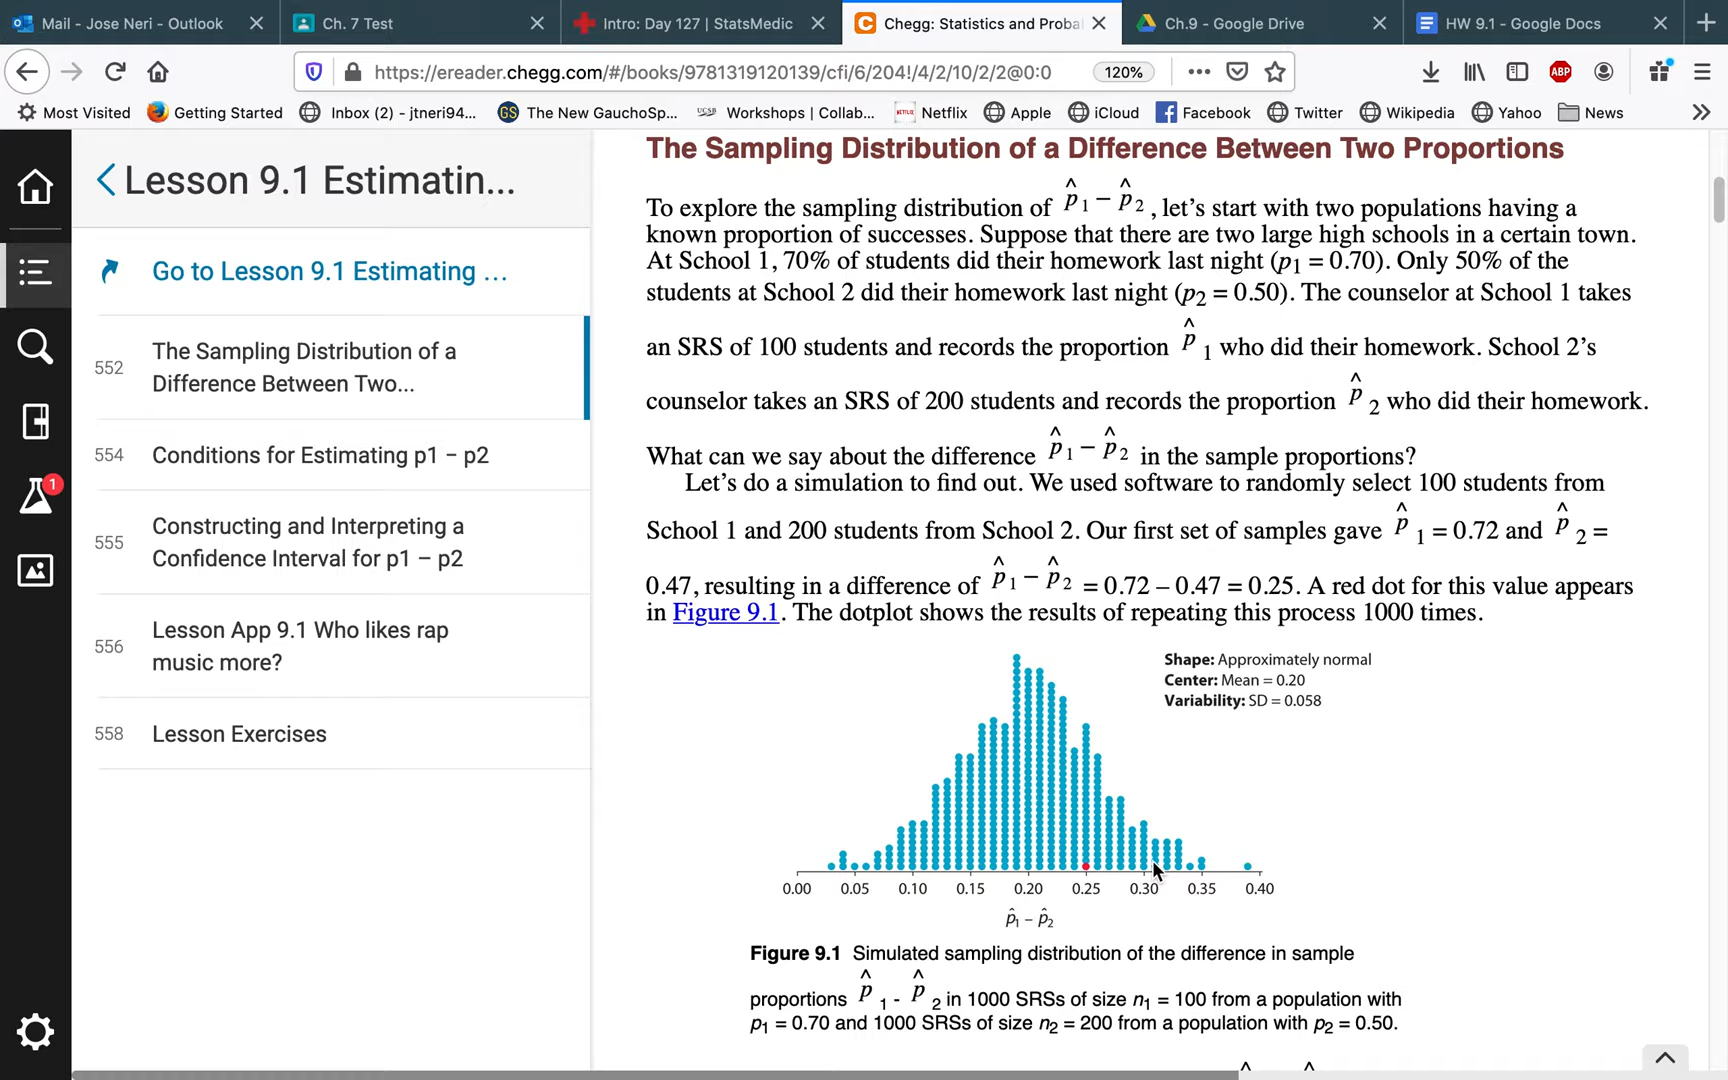 Mail - Jose Neri - Outlook
Ch. 7 Test
Intro: Day 127 | StatsMedic
Chegg: Statistics and Proba
Ch.9 - Google Drive
HW 9.1 - Google Docs
https://ereader.chegg.com/#/books/9781319120139/cfi/6/204!/4/2/10/2/2@0:0
120%
ABP
Most Visited
Getting Started
Inbox (2) - jtneri94...
GS The New GauchoSp...
UCSB Workshops | Collab...
NETFLIX Netflix
Apple
iCloud
Facebook
Twitter
Wikipedia
Yahoo
News
Lesson 9.1 Estimatin...
Go to Lesson 9.1 Estimating ...
552 The Sampling Distribution of a
Difference Between Two...
554 Conditions for Estimating p1 − p2
1
555 Constructing and Interpreting a
Confidence Interval for p1 − p2
556 Lesson App 9.1 Who likes rap
music more?
558 Lesson Exercises
The Sampling Distribution of a Difference Between Two Proportions
To explore the sampling distribution of p̂1 − p̂2, let’s start with two populations having a
known proportion of successes. Suppose that there are two large high schools in a certain town.
At School 1, 70% of students did their homework last night (p1 = 0.70). Only 50% of the
students at School 2 did their homework last night (p2 = 0.50). The counselor at School 1 takes
an SRS of 100 students and records the proportion p̂1 who did their homework. School 2’s
counselor takes an SRS of 200 students and records the proportion p̂2 who did their homework.
What can we say about the difference p̂1 − p̂2 in the sample proportions?
Let’s do a simulation to find out. We used software to randomly select 100 students from
School 1 and 200 students from School 2. Our first set of samples gave p̂1 = 0.72 and p̂2 =
0.47, resulting in a difference of p̂1 − p̂2 = 0.72 – 0.47 = 0.25. A red dot for this value appears
in Figure 9.1. The dotplot shows the results of repeating this process 1000 times.
Shape: Approximately normal
Center: Mean = 0.20
Variability: SD = 0.058
0.00 0.05 0.10 0.15 0.20 0.25 0.30 0.35 0.40
p̂1 − p̂2
Figure 9.1 Simulated sampling distribution of the difference in sample
proportions p̂1 - p̂2 in 1000 SRSs of size n1 = 100 from a population with
p1 = 0.70 and 1000 SRSs of size n2 = 200 from a population with p2 = 0.50.